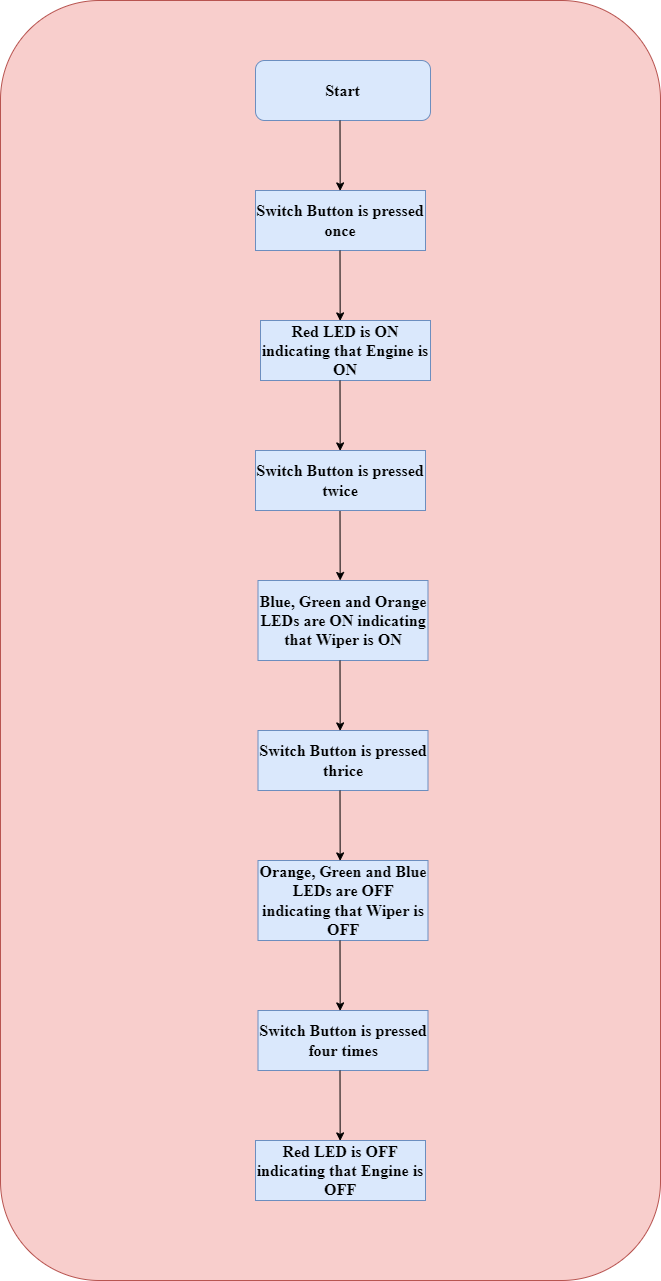 Start
Switch Button is pressed
once
Red LED is ON
indicating that Engine is
ON
Switch Button is pressed
twice
Blue, Green and Orange
LEDs are ON indicating
that Wiper is ON
Switch Button is pressed
thrice
Orange, Green and Blue
LEDs are OFF
indicating that Wiper is
OFF
Switch Button is pressed
four times
Red LED is OFF
indicating that Engine is
OFF